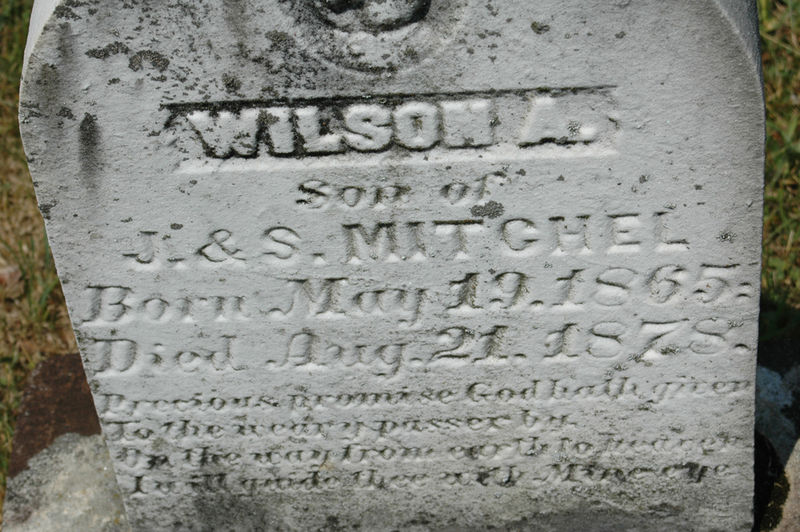 WILSON A.
Son of
J. & S. MITCHEL
Born May 19. 1865.
Died Aug. 21. 1878.
Precious promise God hath given
To the weary passer by.
On the way from earth to heaven
I will guide thee with Mine eye